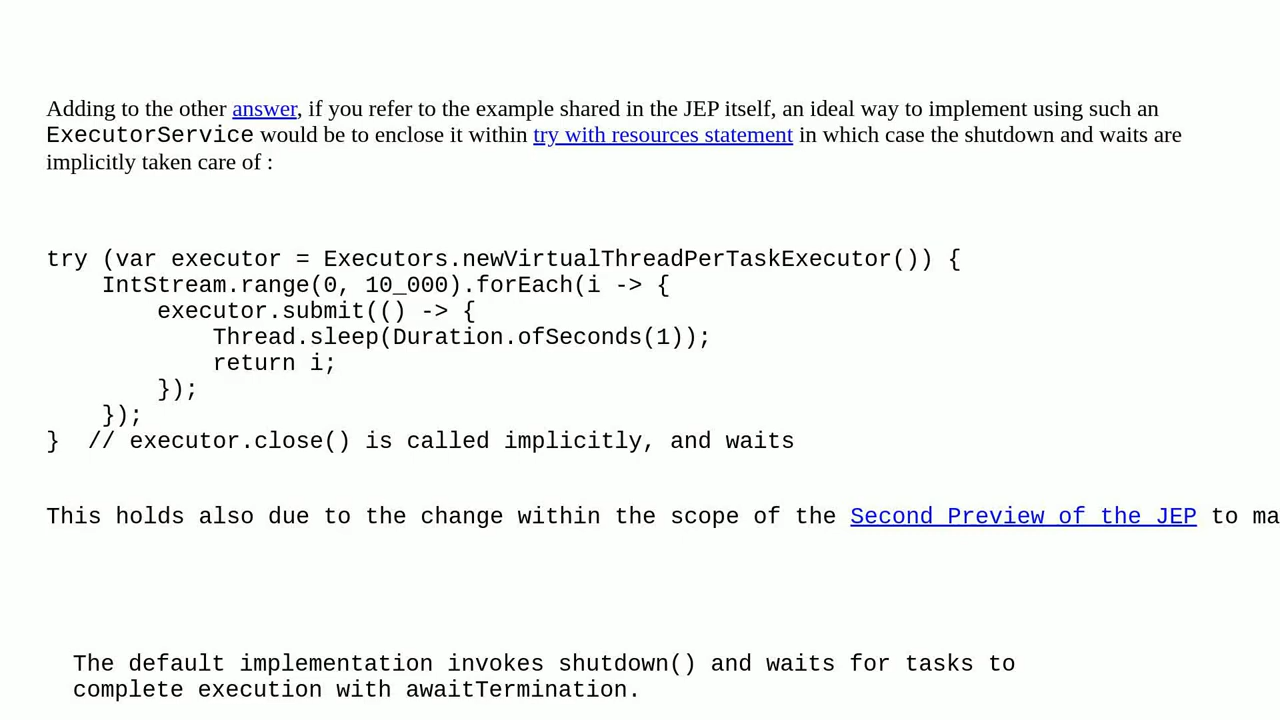 Adding to the other answer, if you refer to the example shared in the JEP itself, an ideal way to implement using such an
ExecutorService would be to enclose it within try with resources statement in which case the shutdown and waits are
implicitly taken care of :
try (var executor = Executors.newVirtualThreadPerTaskExecutor()) {
    IntStream.range(0, 10_000).forEach(i -> {
        executor.submit(() -> {
            Thread.sleep(Duration.ofSeconds(1));
            return i;
        });
    });
}  // executor.close() is called implicitly, and waits
This holds also due to the change within the scope of the Second Preview of the JEP to
The default implementation invokes shutdown() and waits for tasks to
complete execution with awaitTermination.